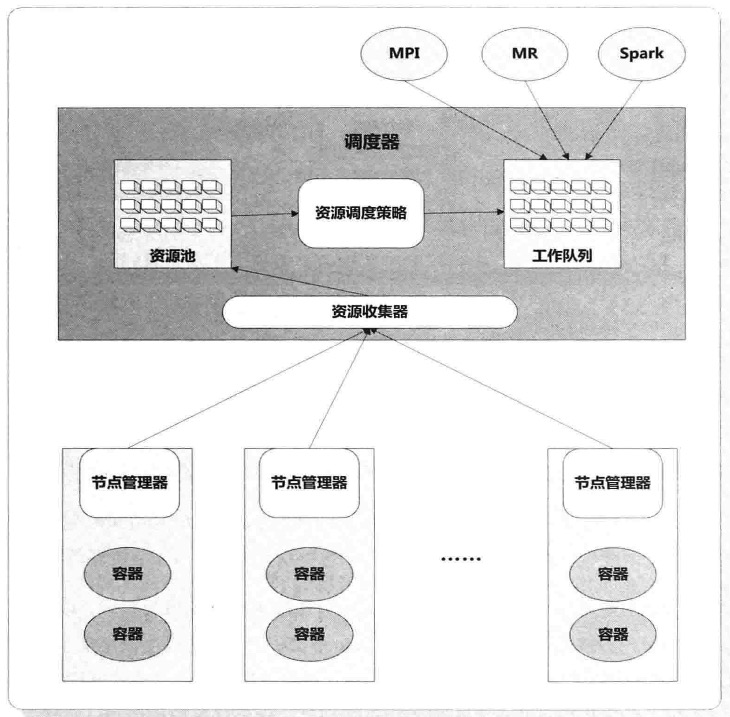 MPI MR Spark
调度器
资源池 资源调度策略 工作队列
资源收集器
节点管理器 节点管理器 节点管理器
容器 容器 …… 容器
容器 容器 容器